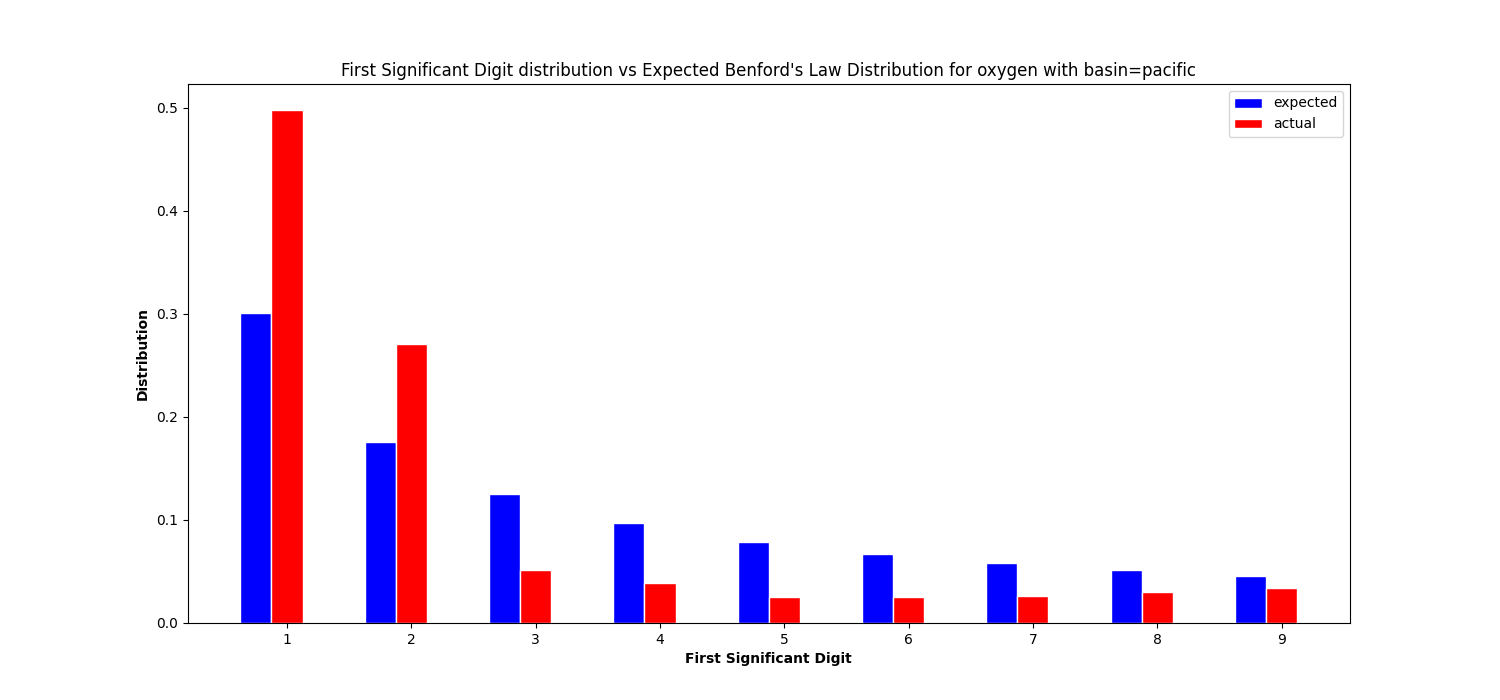 First Significant Digit distribution vs Expected Benford's Law Distribution for oxygen with basin=pacific
expected
actual
0.5
0.4
0.3
0.2
0.1
0.0
Distribution
1 2 3 4 5 6 7 8 9
First Significant Digit